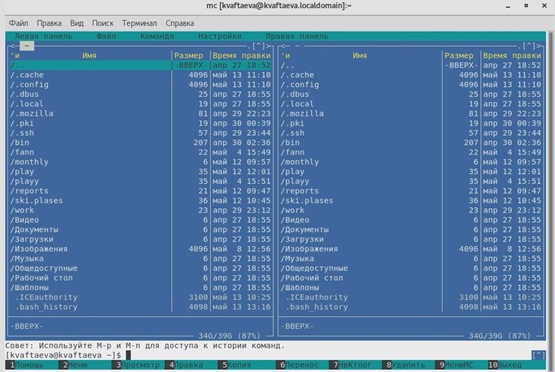 mc [kvaftaeva@kvaftaeva.localdomain]:~
Файл Правка Вид Поиск Терминал Справка
Левая панель Файл Команда Настройки Правая панель
<- ~ .[^]> <- ~ .[^]>
'и Имя Размер Время правки 'и Имя Размер Время правки
/.. -ВВЕРХ- апр 27 18:52 /.. -ВВЕРХ- апр 27 18:52
/.cache 4096 май 13 11:10 /.cache 4096 май 13 11:10
/.config 4096 май 13 11:10 /.config 4096 май 13 11:10
/.dbus 25 апр 27 18:55 /.dbus 25 апр 27 18:55
/.local 19 апр 27 18:55 /.local 19 апр 27 18:55
/.mozilla 81 апр 29 22:23 /.mozilla 81 апр 29 22:23
/.pki 19 апр 30 00:39 /.pki 19 апр 30 00:39
/.ssh 57 апр 29 23:44 /.ssh 57 апр 29 23:44
/bin 207 апр 30 02:36 /bin 207 апр 30 02:36
/fann 22 май 4 15:49 /fann 22 май 4 15:49
/monthly 6 май 12 09:57 /monthly 6 май 12 09:57
/play 35 май 12 12:01 /play 35 май 12 12:01
/playy 35 май 4 15:51 /playy 35 май 4 15:51
/reports 21 май 12 09:47 /reports 21 май 12 09:47
/ski.plases 36 май 12 10:45 /ski.plases 36 май 12 10:45
/work 23 апр 29 23:12 /work 23 апр 29 23:12
/Видео 6 апр 27 18:55 /Видео 6 апр 27 18:55
/Документы 6 апр 27 18:55 /Документы 6 апр 27 18:55
/Загрузки 6 апр 27 18:55 /Загрузки 6 апр 27 18:55
/Изображения 4096 май 8 12:56 /Изображения 4096 май 8 12:56
/Музыка 6 апр 27 18:55 /Музыка 6 апр 27 18:55
/Общедоступные 6 апр 27 18:55 /Общедоступные 6 апр 27 18:55
/Рабочий стол 6 апр 27 18:55 /Рабочий стол 6 апр 27 18:55
/Шаблоны 6 апр 27 18:55 /Шаблоны 6 апр 27 18:55
.ICEauthority 3100 май 13 10:25 .ICEauthority 3100 май 13 10:25
.bash_history 4098 май 13 13:16 .bash_history 4098 май 13 13:16
-ВВЕРХ- -ВВЕРХ-
34G/39G (87%) 34G/39G (87%)
Совет: Используйте M-p и M-n для доступа к истории команд.
[kvaftaeva@kvaftaeva ~]$ [^]
1Помощь 2Меню 3Просмотр 4Правка 5Копия 6Перенос 7НвКтлог 8Удалить 9МенюMC 10Выход